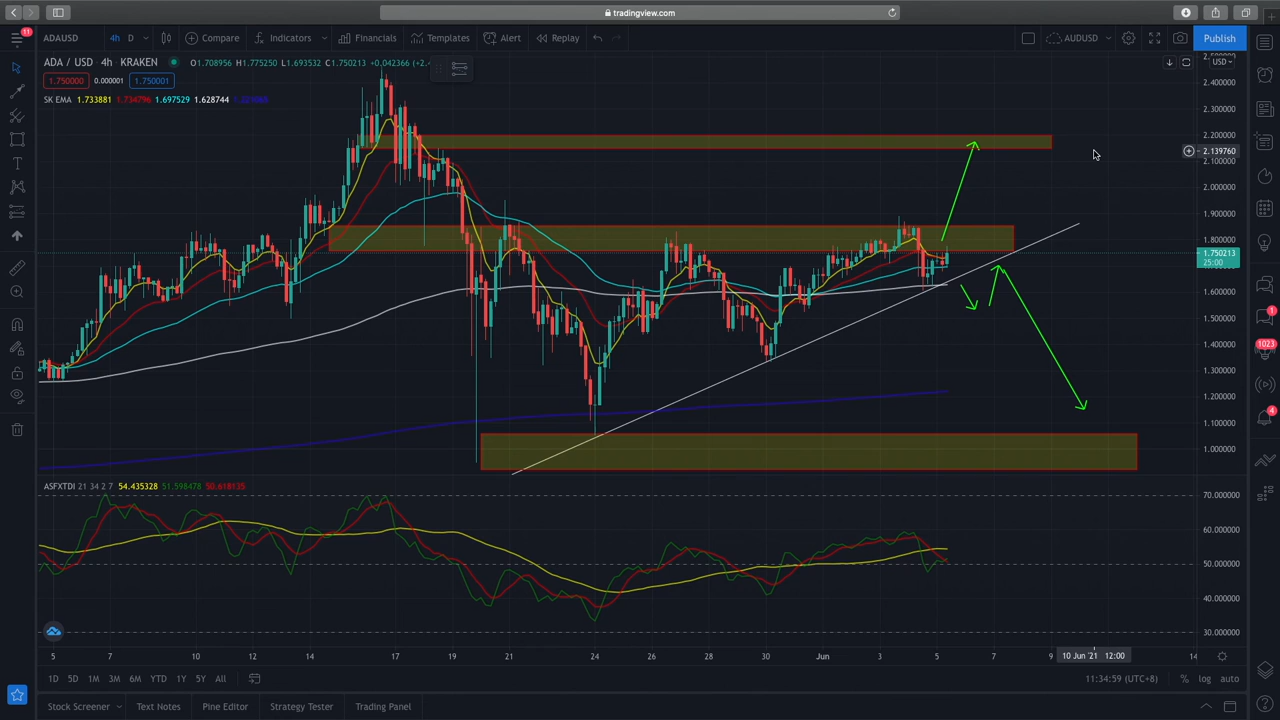 tradingview.com
11 ADAUSD 4h D Compare Indicators Financials Templates Alert Replay AUDUSD Publish
ADA / USD 4h KRAKEN O1.708956 H1.775250 L1.693532 C1.750213 +0.042366
1.750000 0.000001 1.750001
SK EMA 1.733881 1.734796 1.697529 1.628744
USD
2.400000
2.300000
2.200000
2.139760
2.100000
2.000000
1.900000
1.800000
1.750213
25:00
1.600000
1.500000
1.400000
1.300000
1.200000
1.100000
1.000000
1
1023
4
ASFXTDI 21 34 2 7 54.435328 51.598478 50.618135
70.000000
60.000000
50.000000
40.000000
30.000000
5 7 10 12 14 17 19 21 24 26 28 30 Jun 3 5 7 9 10 Jun '21 12:00 14
1D 5D 1M 3M 6M YTD 1Y 5Y All 11:34:59 (UTC+8) % log auto
Stock Screener Text Notes Pine Editor Strategy Tester Trading Panel